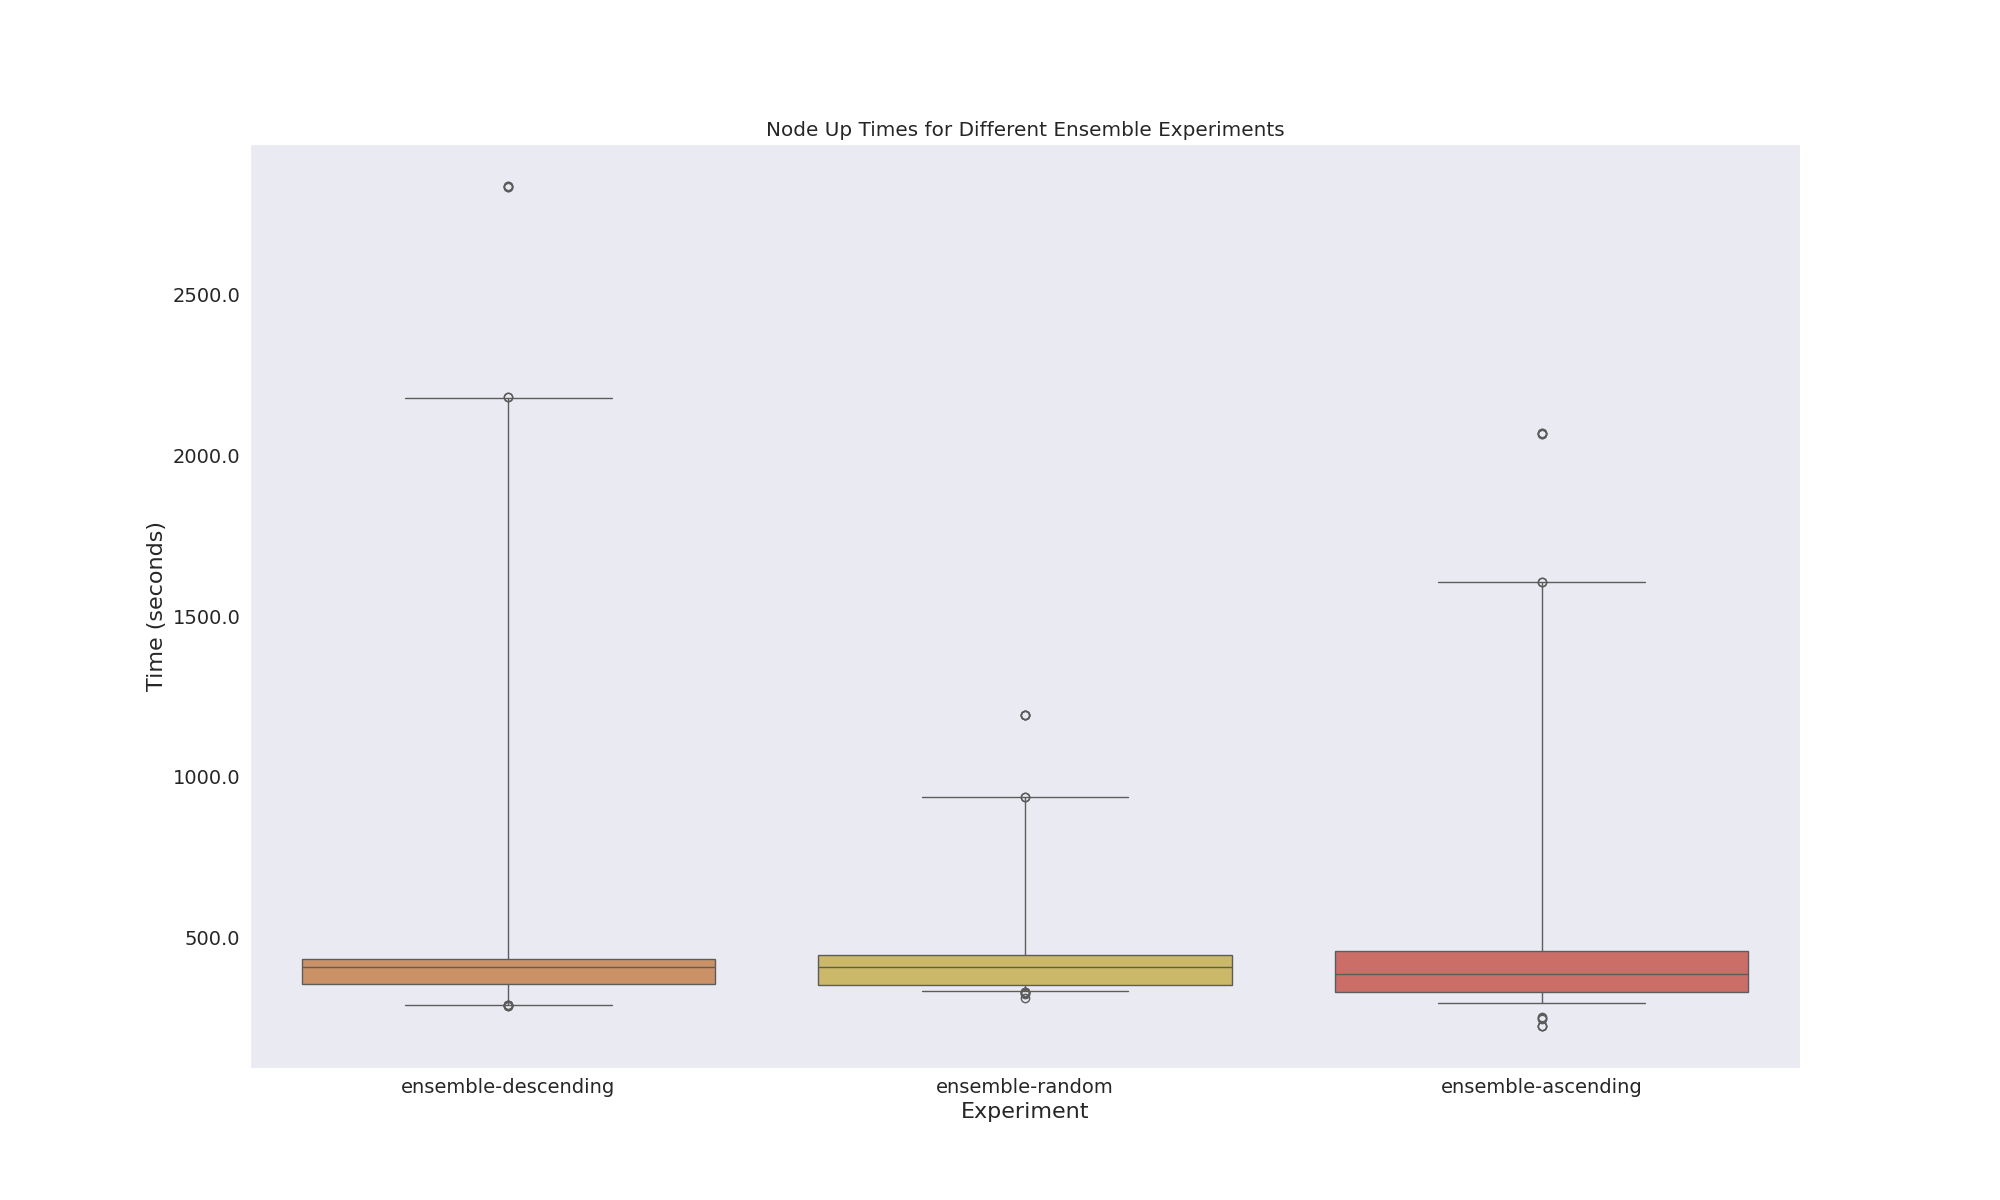 Node Up Times for Different Ensemble Experiments
2500.0
2000.0
1500.0
1000.0
500.0
Time (seconds)
ensemble-descending ensemble-random ensemble-ascending
Experiment